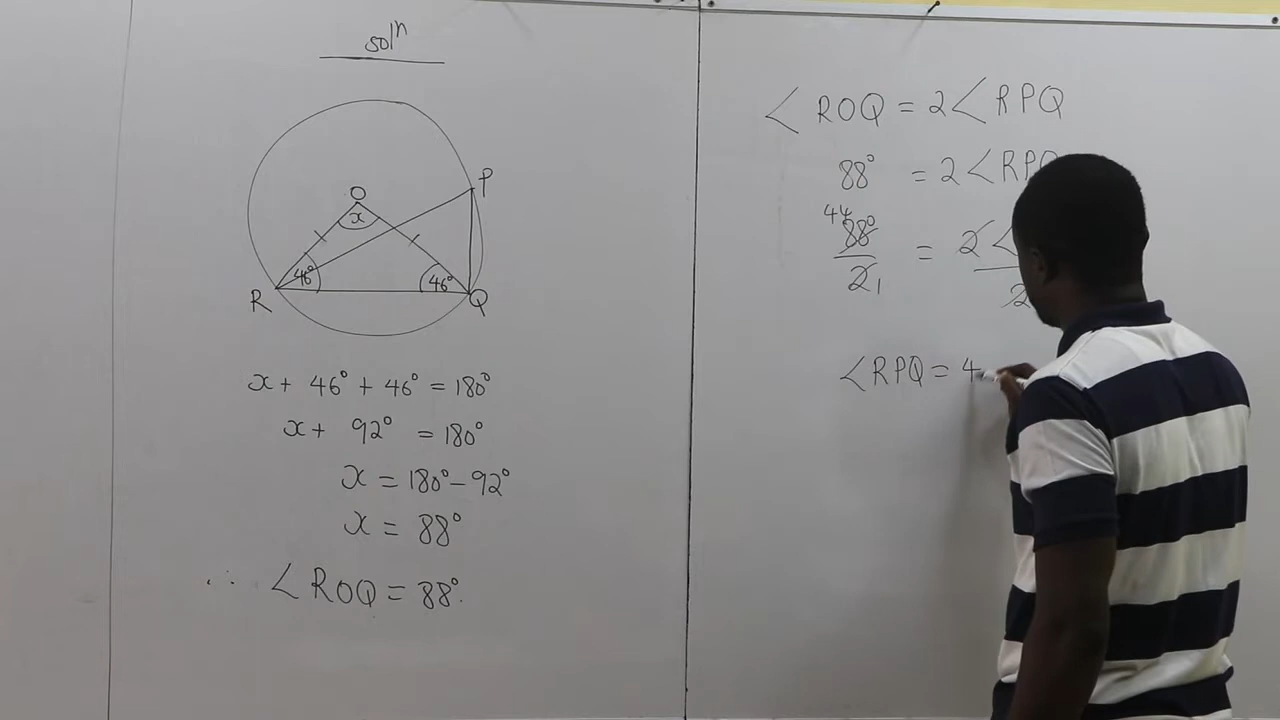 soln
O
x
P
46°
46°
R
Q
x + 46° + 46° = 180°
x + 92° = 180°
x = 180° - 92°
x = 88°
∴ ∠ROQ = 88°.
∠ROQ = 2∠RPQ
88° = 2∠RPQ
44
88° = 2∠
2 1 2
∠RPQ = 4